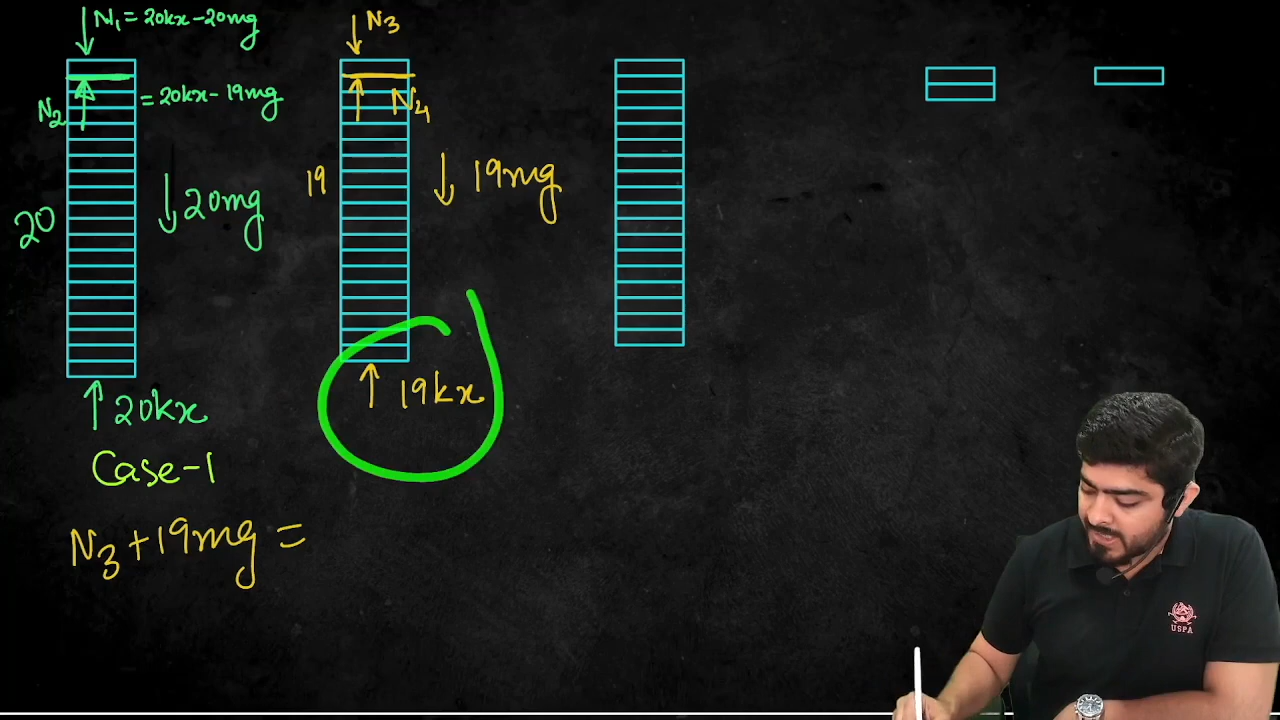 N₁ = 20kx - 20mg
N₂
= 20kx - 19mg
20
20mg
20kx
Case-1
N₃
N₄
19
19mg
19kx
N₃ + 19mg =
USPA